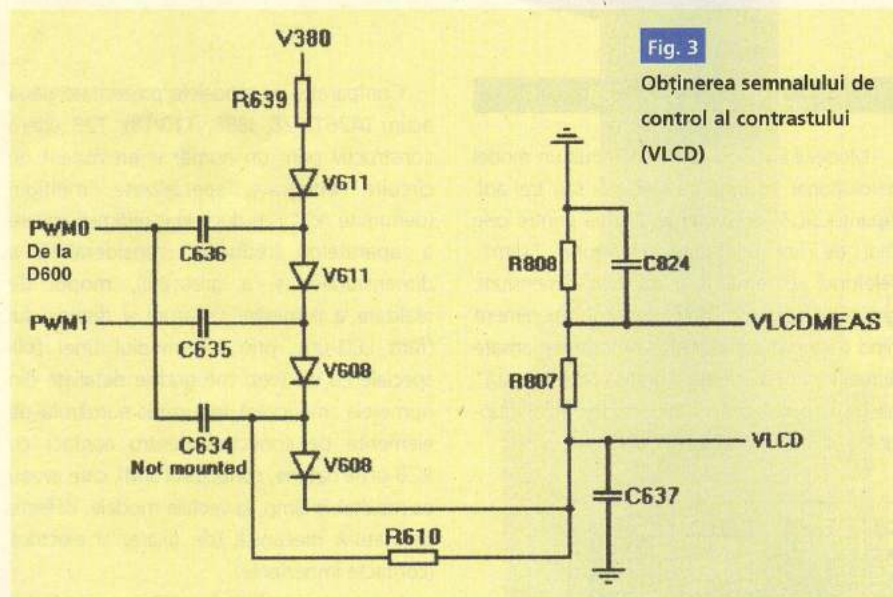 V380
Fig. 3
Obținerea semnalului de
control al contrastului
(VLCD)
R639
V611
PWM0
De la
D600
C636
V611
PWM1
C635
V608
C634
Not mounted
V608
R610
R808
C824
VLCDMEAS
R807
VLCD
C637